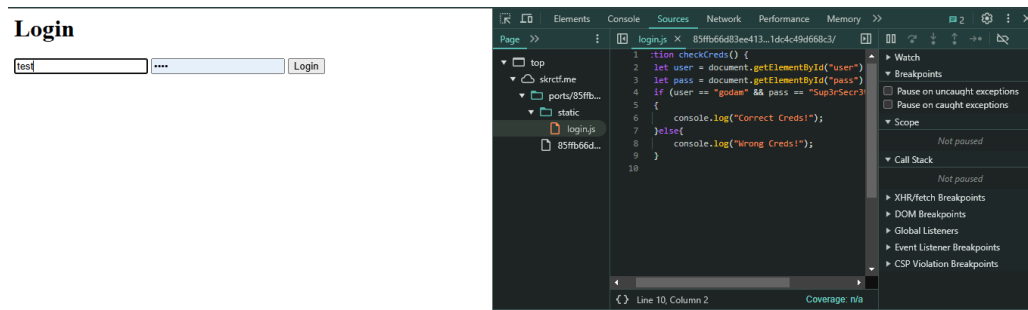 Login
test
••••
Login
Elements Console Sources Network Performance Memory
2
Page
login.js
85ffb66d83ee413...1dc4c49d668c3/
top
skrctf.me
ports/85ffb...
static
login.js
85ffb66d...
1 :tion checkCreds() {
2 let user = document.getElementById("user")
3 let pass = document.getElementById("pass")
4 if (user == "godam" && pass == "Sup3rSecr3
5 {
6 console.log("Correct Creds!");
7 }else{
8 console.log("Wrong Creds!");
9 }
10
{ } Line 10, Column 2
Coverage: n/a
Watch
Breakpoints
Pause on uncaught exceptions
Pause on caught exceptions
Scope
Not paused
Call Stack
Not paused
XHR/fetch Breakpoints
DOM Breakpoints
Global Listeners
Event Listener Breakpoints
CSP Violation Breakpoints